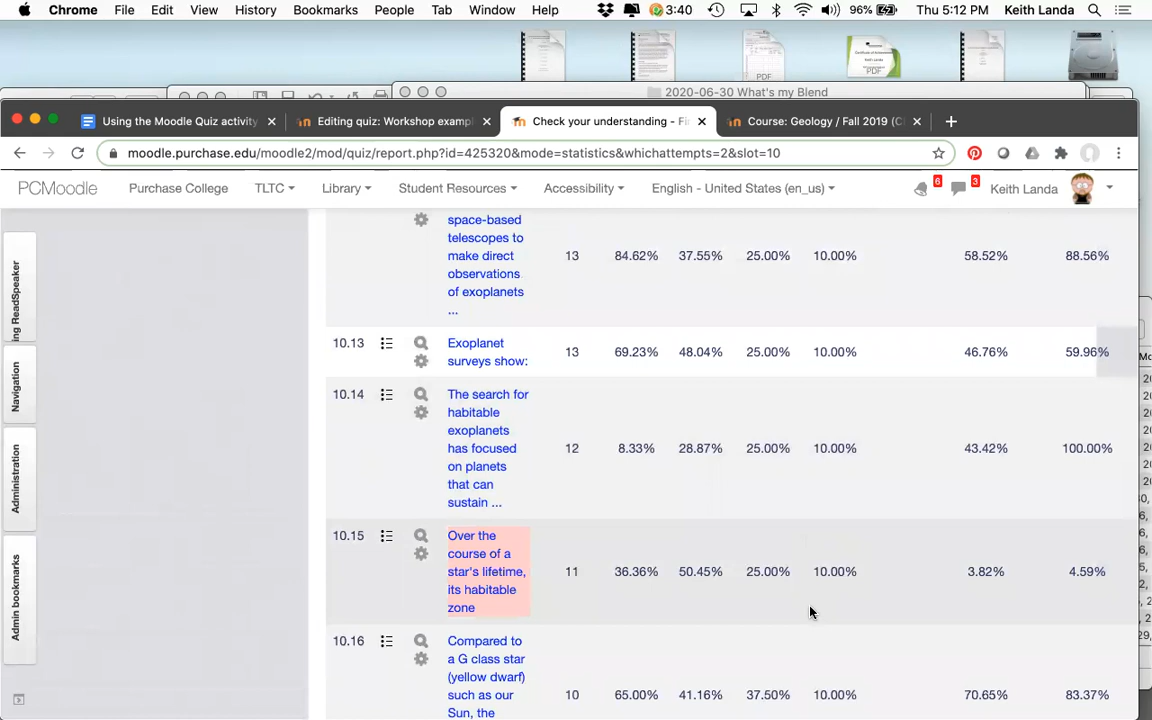 Chrome File Edit View History Bookmarks People Tab Window Help 3:40 96% Thu 5:12 PM Keith Landa
PDF
PDF
2020-06-30 What's my Blend
Using the Moodle Quiz activity
Editing quiz: Workshop exampl
Check your understanding - Fi
Course: Geology / Fall 2019 (C
moodle.purchase.edu/moodle2/mod/quiz/report.php?id=425320&mode=statistics&whichattempts=2&slot=10
PCMoodle Purchase College TLTC Library Student Resources Accessibility English - United States (en_us) 6 3 Keith Landa
ng ReadSpeaker
Navigation
Administration
Admin bookmarks
space-based
telescopes to
make direct 13 84.62% 37.55% 25.00% 10.00% 58.52% 88.56%
observations
of exoplanets
...
10.13 Exoplanet
surveys show: 13 69.23% 48.04% 25.00% 10.00% 46.76% 59.96%
10.14 The search for
habitable
exoplanets
has focused 12 8.33% 28.87% 25.00% 10.00% 43.42% 100.00%
on planets
that can
sustain ...
10.15 Over the
course of a
star's lifetime, 11 36.36% 50.45% 25.00% 10.00% 3.82% 4.59%
its habitable
zone
10.16 Compared to
a G class star
(yellow dwarf)
such as our 10 65.00% 41.16% 37.50% 10.00% 70.65% 83.37%
Sun, the